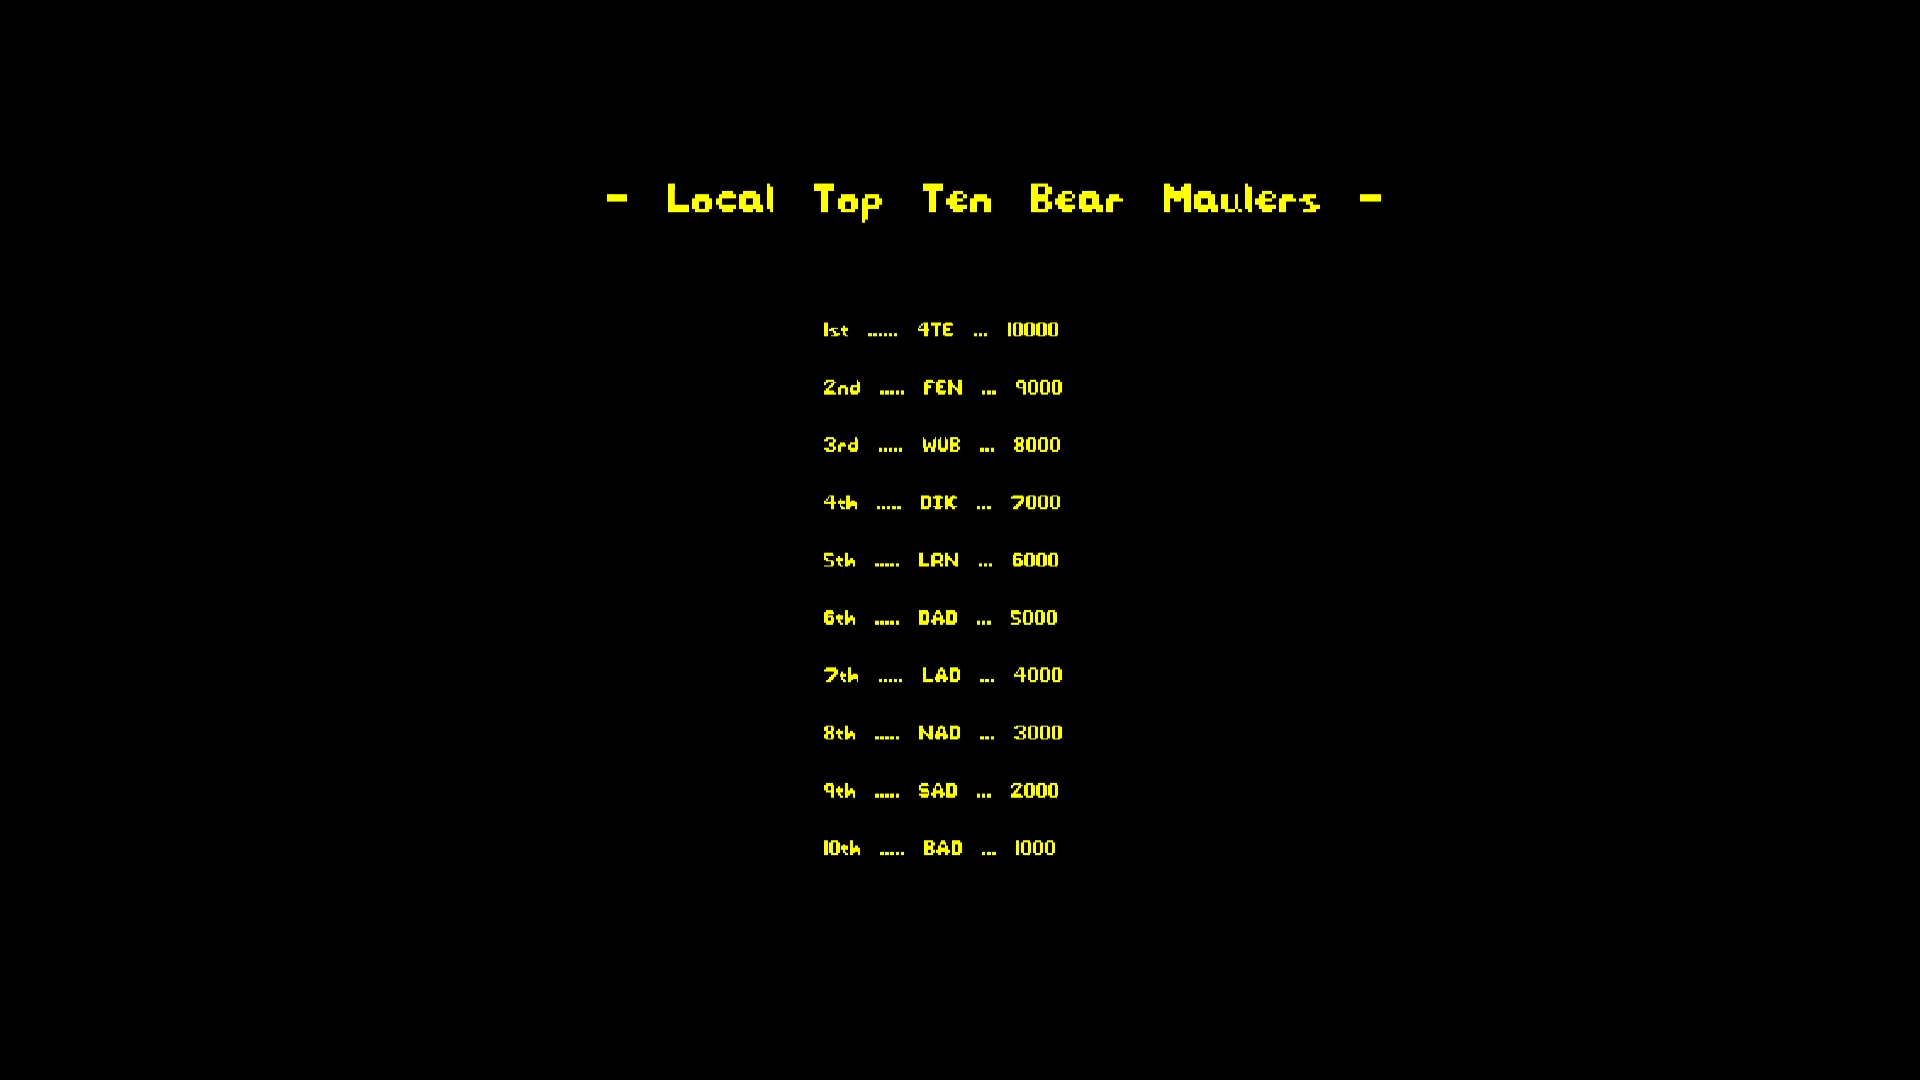 - Local Top Ten Bear Maulers -
1st ...... 4TE ... 10000
2nd ..... FEN ... 9000
3rd ..... WUB ... 8000
4th ..... DIK ... 7000
5th ..... LRN ... 6000
6th ..... DAD ... 5000
7th ..... LAD ... 4000
8th ..... NAD ... 3000
9th ..... SAD ... 2000
10th ..... BAD ... 1000